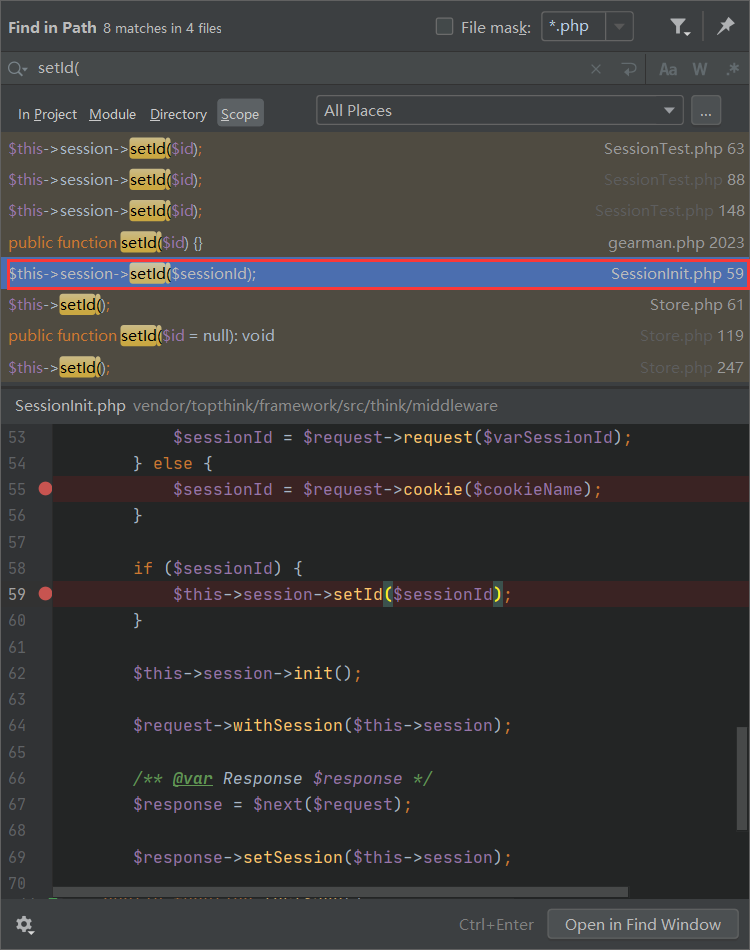 Find in Path 8 matches in 4 files File mask: *.php
setId( Aa W .*
In Project Module Directory Scope All Places ...
$this->session->setId($id); SessionTest.php 63
$this->session->setId($id); SessionTest.php 88
$this->session->setId($id); SessionTest.php 148
public function setId($id) {} gearman.php 2023
$this->session->setId($sessionId); SessionInit.php 59
$this->setId(); Store.php 61
public function setId($id = null): void Store.php 119
$this->setId(); Store.php 247
SessionInit.php vendor/topthink/framework/src/think/middleware
53 $sessionId = $request->request($varSessionId);
54 } else {
55 $sessionId = $request->cookie($cookieName);
56 }
57
58 if ($sessionId) {
59 $this->session->setId($sessionId);
60 }
61
62 $this->session->init();
63
64 $request->withSession($this->session);
65
66 /** @var Response $response */
67 $response = $next($request);
68
69 $response->setSession($this->session);
70
Ctrl+Enter Open in Find Window